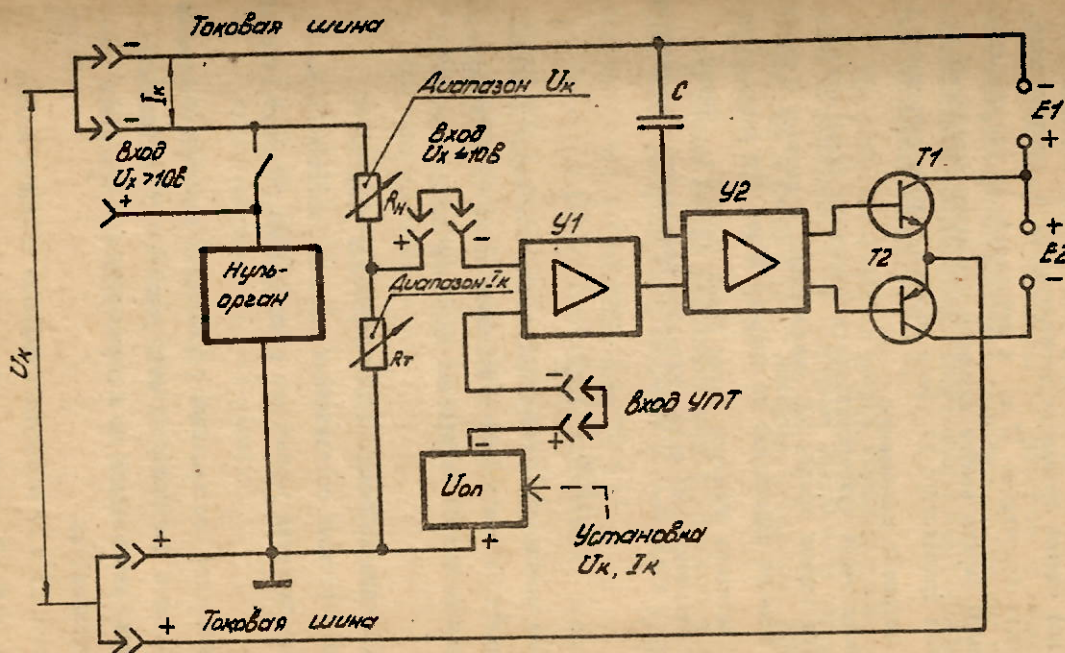 Токовая шина
-
-
Iк
Диапазон Uк
Вход
Uх>10В
+
Вход
Uх≤10В
Rн
+
-
Нуль-
орган
Диапазон Iк
Rт
C
У1
У2
T1
T2
-
E1
+
+
E2
-
Uк
-
+
Вход УПТ
-
Uоп
+
Установка
Uк, Iк
+
+
Токовая шина